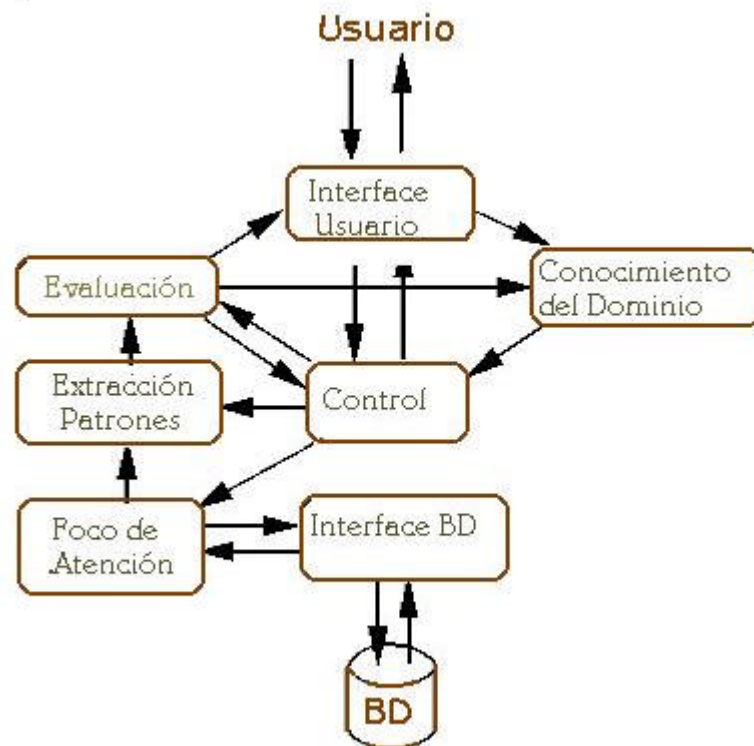 Usuario
Interface
Usuario
Evaluación
Conocimiento
del Dominio
Extracción
Patrones
Control
Foco de
Atención
Interface BD
BD